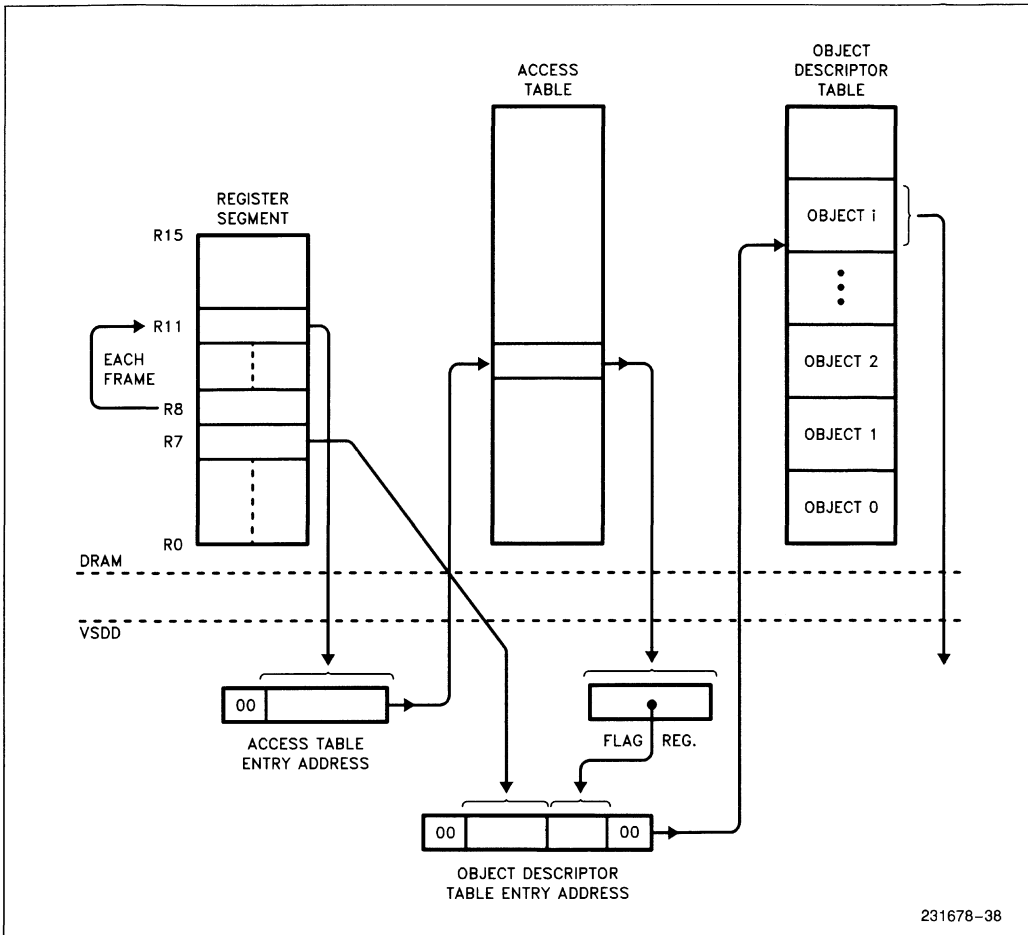 ACCESS
TABLE
OBJECT
DESCRIPTOR
TABLE
REGISTER
SEGMENT
R15
R11
EACH
FRAME
R8
R7
R0
OBJECT i
OBJECT 2
OBJECT 1
OBJECT 0
DRAM
VSDD
00
ACCESS TABLE
ENTRY ADDRESS
FLAG REG.
00 00
OBJECT DESCRIPTOR
TABLE ENTRY ADDRESS
231678-38